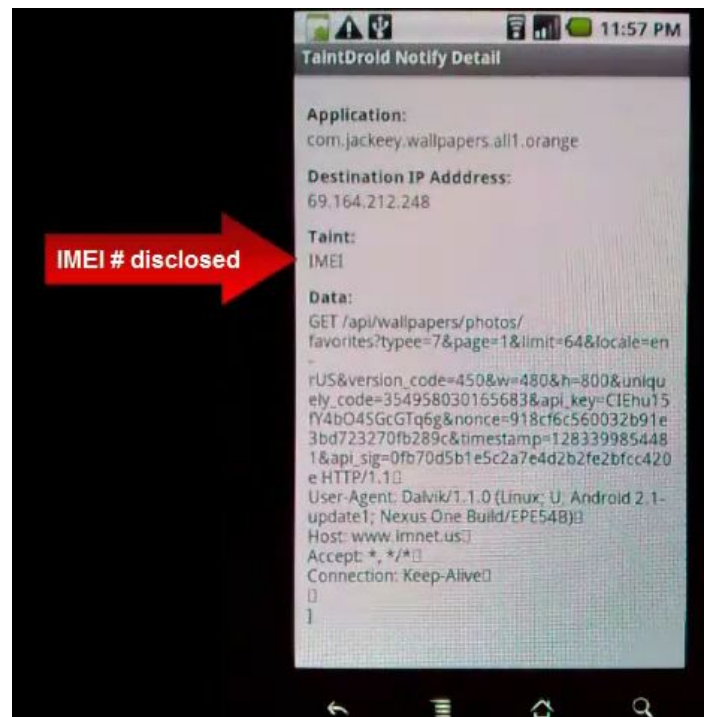 11:57 PM
TaintDroid Notify Detail
Application:
com.jackeey.wallpapers.all1.orange
Destination IP Adddress:
69.164.212.248
Taint:
IMEI # disclosed
IMEI
Data:
GET /api/wallpapers/photos/
favorites?typee=7&page=1&limit=64&locale=en
-
rUS&version_code=450&w=480&h=800&uniqu
ely_code=354958030165683&api_key=CIEhu15
fY4bO4SGcGTq6g&nonce=918cf6c560032b91e
3bd723270fb289c&timestamp=128339985448
1&api_sig=0fb70d5b1e5c2a7e4d2b2fe2bfcc420
e HTTP/1.1
User-Agent: Dalvik/1.1.0 (Linux; U; Android 2.1-
update1; Nexus One Build/EPE54B)
Host: www.imnet.us
Accept: *, */*
Connection: Keep-Alive
]